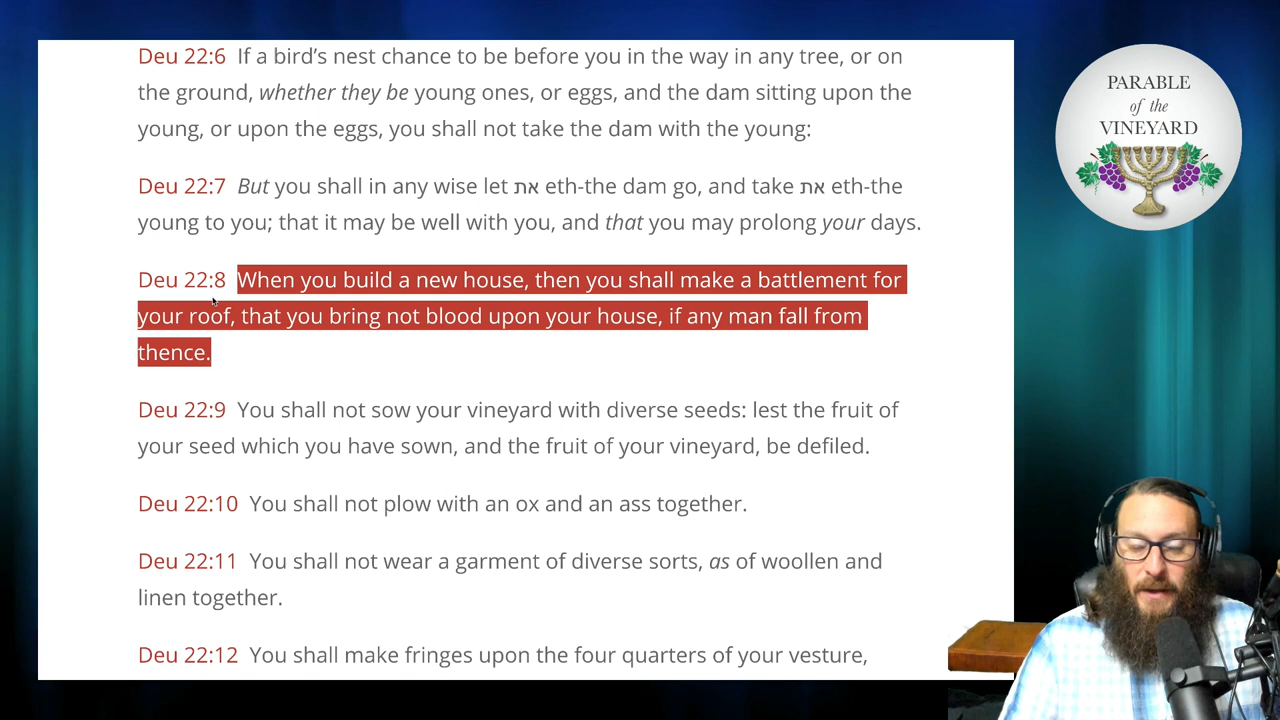 Deu 22:6 If a bird’s nest chance to be before you in the way in any tree, or on
the ground, whether they be young ones, or eggs, and the dam sitting upon the
young, or upon the eggs, you shall not take the dam with the young:
Deu 22:7 But you shall in any wise let את eth-the dam go, and take את eth-the
young to you; that it may be well with you, and that you may prolong your days.
Deu 22:8 When you build a new house, then you shall make a battlement for
your roof, that you bring not blood upon your house, if any man fall from
thence.
Deu 22:9 You shall not sow your vineyard with diverse seeds: lest the fruit of
your seed which you have sown, and the fruit of your vineyard, be defiled.
Deu 22:10 You shall not plow with an ox and an ass together.
Deu 22:11 You shall not wear a garment of diverse sorts, as of woollen and
linen together.
Deu 22:12 You shall make fringes upon the four quarters of your vesture,
PARABLE
of the
VINEYARD